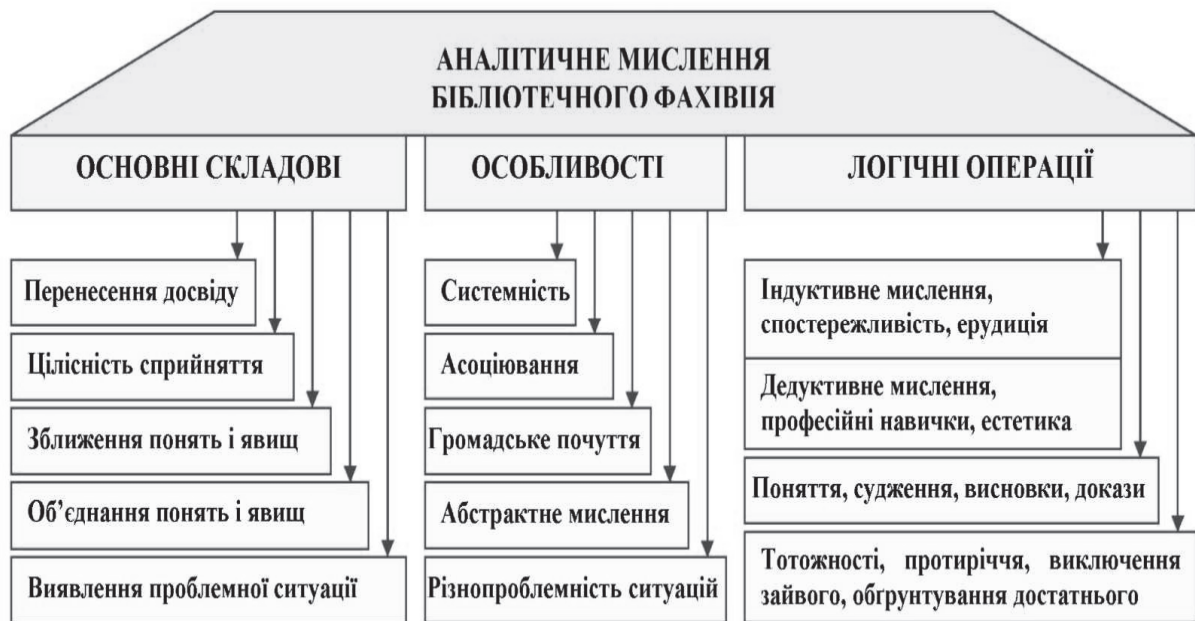 АНАЛІТИЧНЕ МИСЛЕННЯ
БІБЛІОТЕЧНОГО ФАХІВЦЯ
ОСНОВНІ СКЛАДОВІ
Перенесення досвіду
Цілісність сприйняття
Зближення понять і явищ
Об’єднання понять і явищ
Виявлення проблемної ситуації
ОСОБЛИВОСТІ
Системність
Асоціювання
Громадське почуття
Абстрактне мислення
Різнопроблемність ситуацій
ЛОГІЧНІ ОПЕРАЦІЇ
Індуктивне мислення,
спостережливість, ерудиція
Дедуктивне мислення,
професійні навички, естетика
Поняття, судження, висновки, докази
Тотожності, протиріччя, виключення
зайвого, обґрунтування достатнього